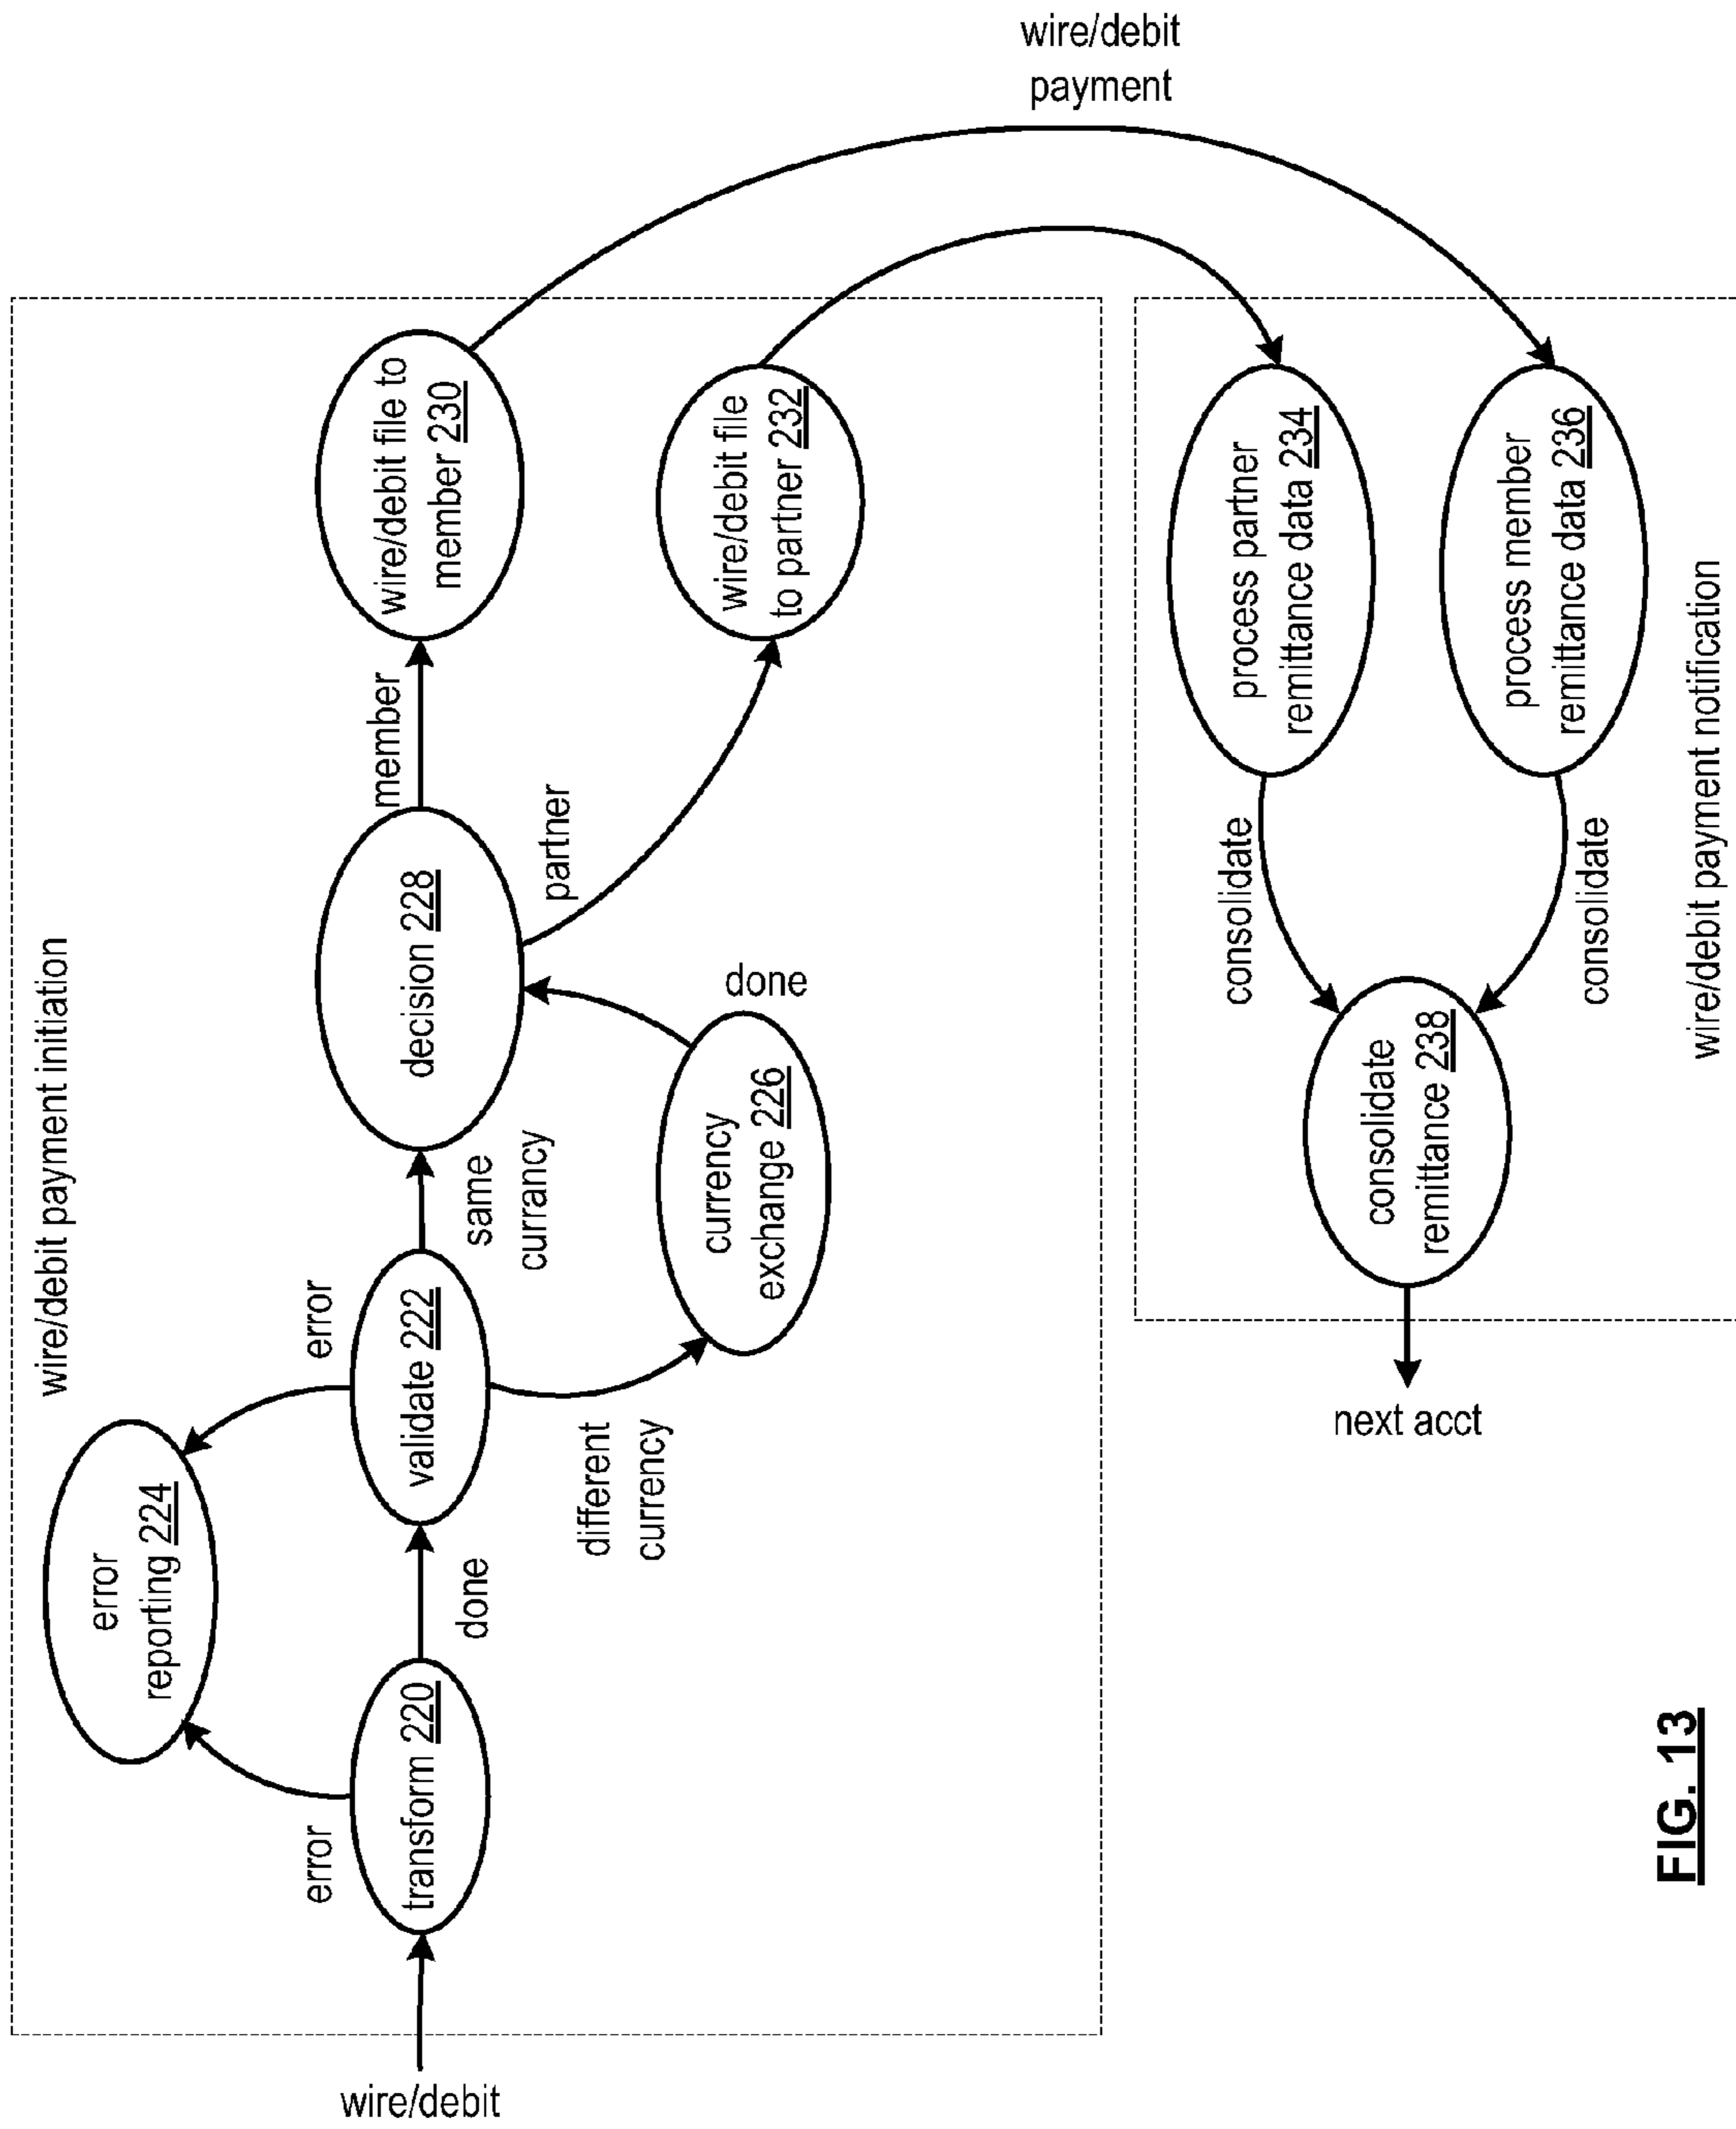 wire/debit payment initiation
wire/debit
error
transform 220
done
error
reporting 224
error
validate 222
same
currancy
different
currency
currency
exchange 226
done
decision 228
member
partner
wire/debit file to
member 230
wire/debit file
to partner 232
wire/debit
payment
process partner
remittance data 234
process member
remittance data 236
consolidate
consolidate
consolidate
remittance 238
next acct
wire/debit payment notification
FIG. 13